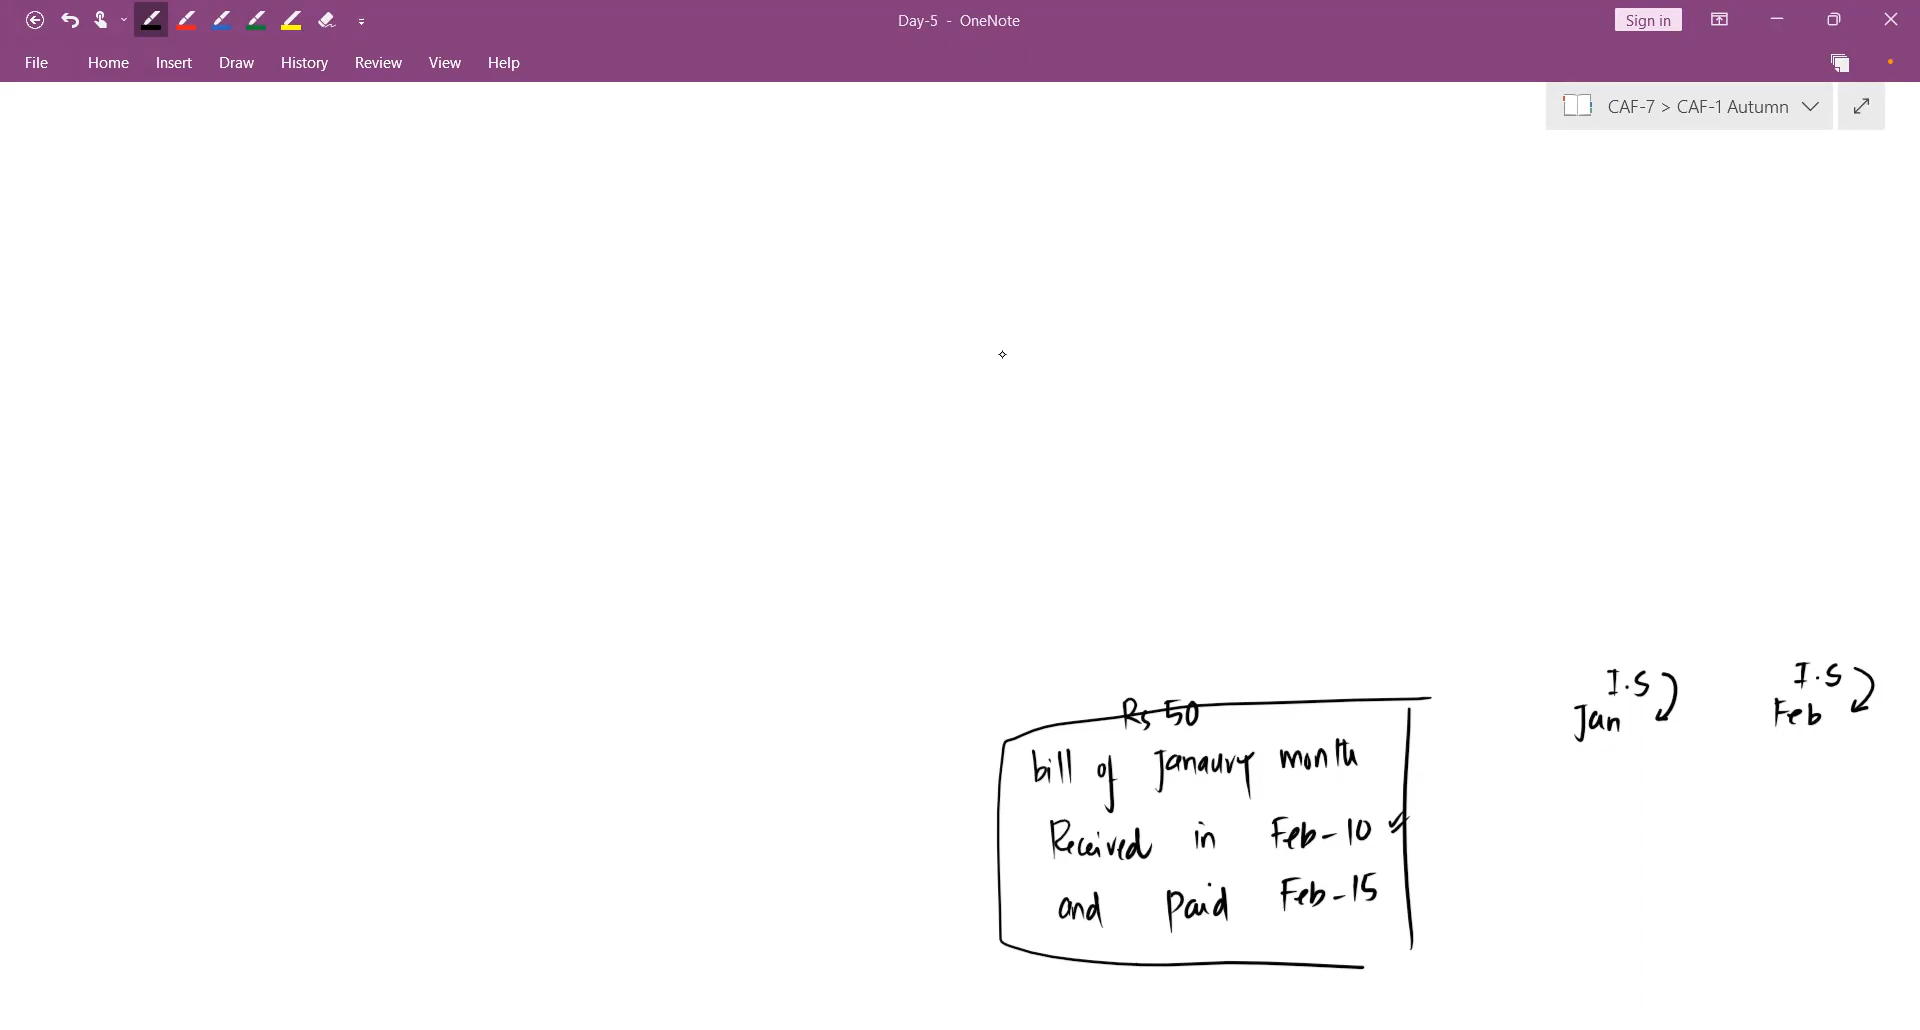 Day-5 - OneNote
Sign in
File Home Insert Draw History Review View Help
CAF-7 > CAF-1 Autumn
I.S
Jan
I.S
Feb
Rs 50
bill of Janaury month
Received in Feb-10
and Paid Feb-15